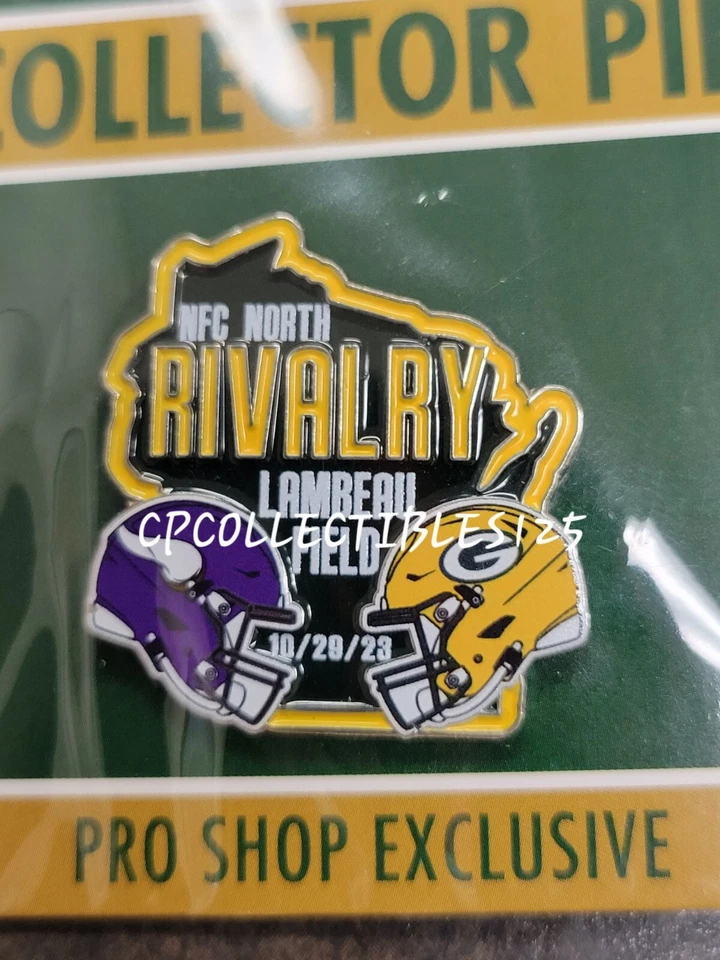 COLLECTOR PI
NFC NORTH
RIVALRY
LAMBEAU
CPCOLLECTIBLES125
FIELD
G
10/29/23
PRO SHOP EXCLUSIVE